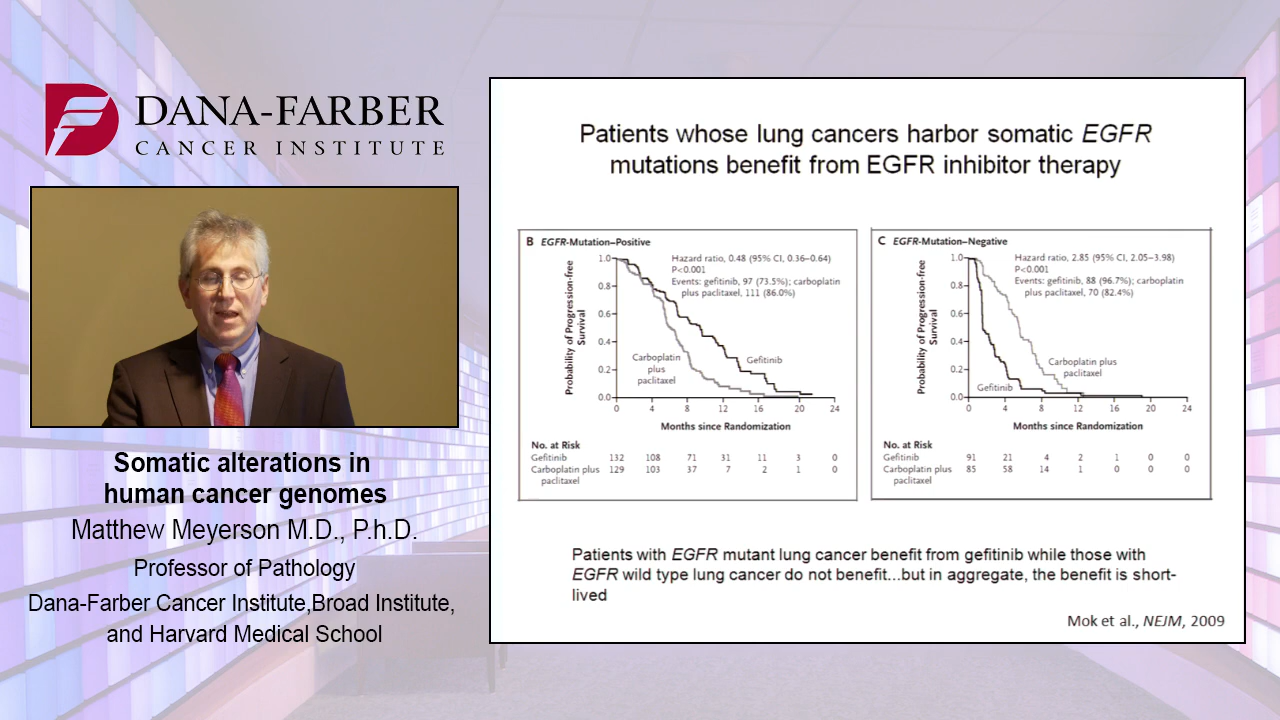 DANA-FARBER
CANCER INSTITUTE
Somatic alterations in
human cancer genomes
Matthew Meyerson M.D., P.h.D.
Professor of Pathology
Dana-Farber Cancer Institute,Broad Institute,
and Harvard Medical School
Patients whose lung cancers harbor somatic EGFR
mutations benefit from EGFR inhibitor therapy
B EGFR-Mutation–Positive
Hazard ratio, 0.48 (95% CI, 0.36–0.64)
P<0.001
Events: gefitinib, 97 (73.5%); carboplatin
plus paclitaxel, 111 (86.0%)
Probability of Progression-free
Survival
1.0
0.8
0.6
0.4
0.2
0.0
Carboplatin
plus
paclitaxel
Gefitinib
0 4 8 12 16 20 24
Months since Randomization
No. at Risk
Gefitinib 132 108 71 31 11 3 0
Carboplatin plus 129 103 37 7 2 1 0
paclitaxel
C EGFR-Mutation–Negative
Hazard ratio, 2.85 (95% CI, 2.05–3.98)
P<0.001
Events: gefitinib, 88 (96.7%); carboplatin
plus paclitaxel, 70 (82.4%)
Probability of Progression-free
Survival
1.0
0.8
0.6
0.4
0.2
0.0
Carboplatin plus
paclitaxel
Gefitinib
0 4 8 12 16 20 24
Months since Randomization
No. at Risk
Gefitinib 91 21 4 2 1 0 0
Carboplatin plus 85 58 14 1 0 0 0
paclitaxel
Patients with EGFR mutant lung cancer benefit from gefitinib while those with
EGFR wild type lung cancer do not benefit...but in aggregate, the benefit is short-
lived
Mok et al., NEJM, 2009